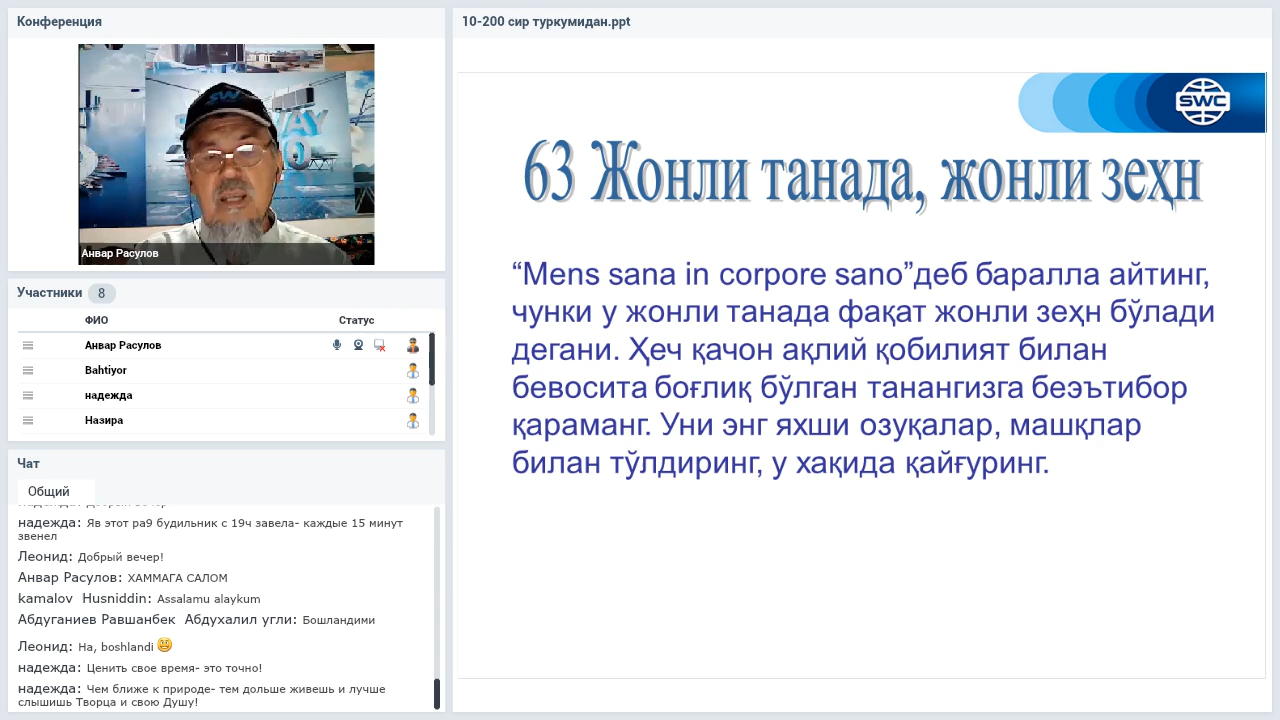 Конференция
SWC
Анвар Расулов
Участники 8
ФИО Статус
Анвар Расулов
Bahtiyor
надежда
Назира
Чат
Общий
надежда: Яв этот ра9 будильник с 19ч завела- каждые 15 минут
звенел
Леонид: Добрый вечер!
Анвар Расулов: ХАММАГА САЛОМ
kamalov Husniddin: Assalamu alaykum
Абдуганиев Равшанбек Абдухалил угли: Бошландими
Леонид: На, boshlandi
надежда: Ценить свое время- это точно!
надежда: Чем ближе к природе- тем дольше живешь и лучше
слышишь Творца и свою Душу!
10-200 сир туркумидан.ppt
SWC
63 Жонли танада, жонли зеҳн
“Mens sana in corpore sano”деб баралла айтинг,
чунки у жонли танада фақат жонли зеҳн бўлади
дегани. Ҳеч қачон ақлий қобилият билан
бевосита боғлиқ бўлган танангизга беэътибор
қараманг. Уни энг яхши озуқалар, машқлар
билан тўлдиринг, у хақида қайғуринг.